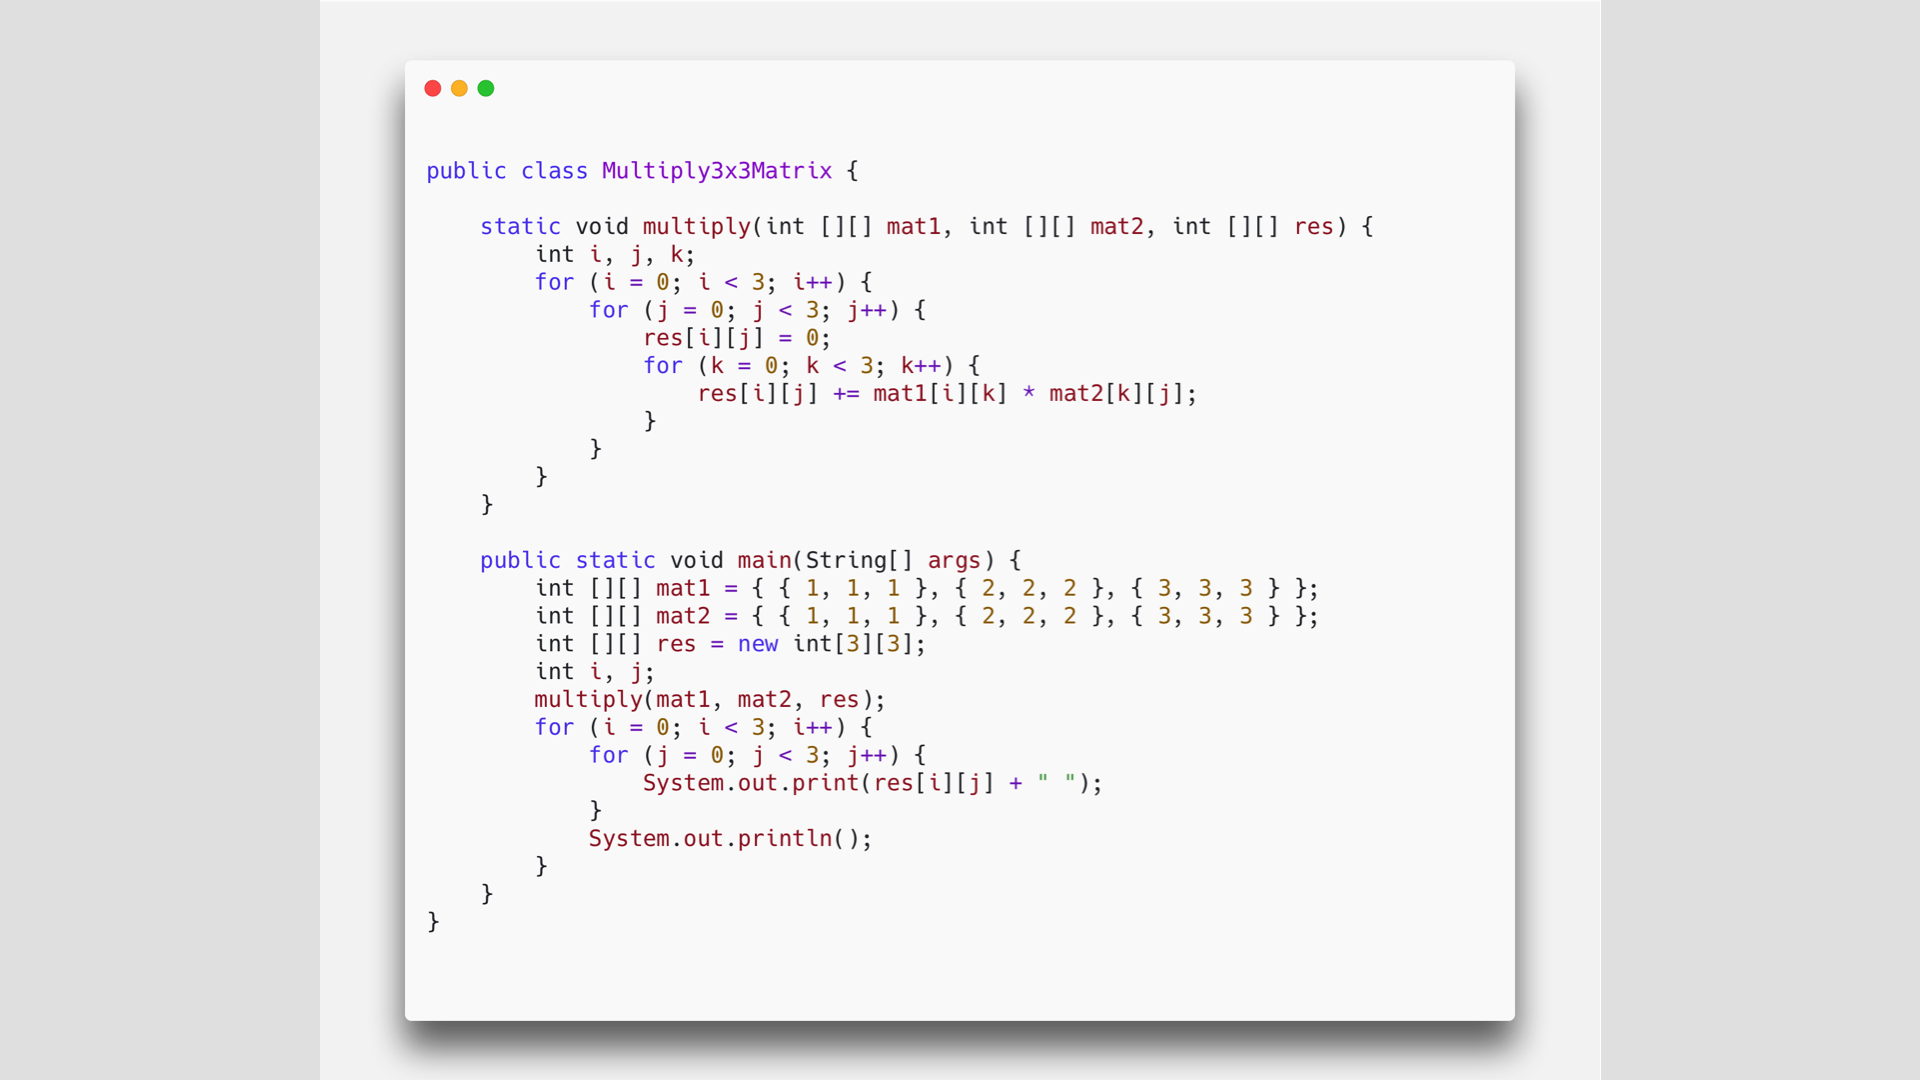 public class Multiply3x3Matrix {
    static void multiply(int [][] mat1, int [][] mat2, int [][] res) {
        int i, j, k;
        for (i = 0; i < 3; i++) {
            for (j = 0; j < 3; j++) {
                res[i][j] = 0;
                for (k = 0; k < 3; k++) {
                    res[i][j] += mat1[i][k] * mat2[k][j];
                }
            }
        }
    }
    public static void main(String[] args) {
        int [][] mat1 = { { 1, 1, 1 }, { 2, 2, 2 }, { 3, 3, 3 } };
        int [][] mat2 = { { 1, 1, 1 }, { 2, 2, 2 }, { 3, 3, 3 } };
        int [][] res = new int[3][3];
        int i, j;
        multiply(mat1, mat2, res);
        for (i = 0; i < 3; i++) {
            for (j = 0; j < 3; j++) {
                System.out.print(res[i][j] + " ");
            }
            System.out.println();
        }
    }
}